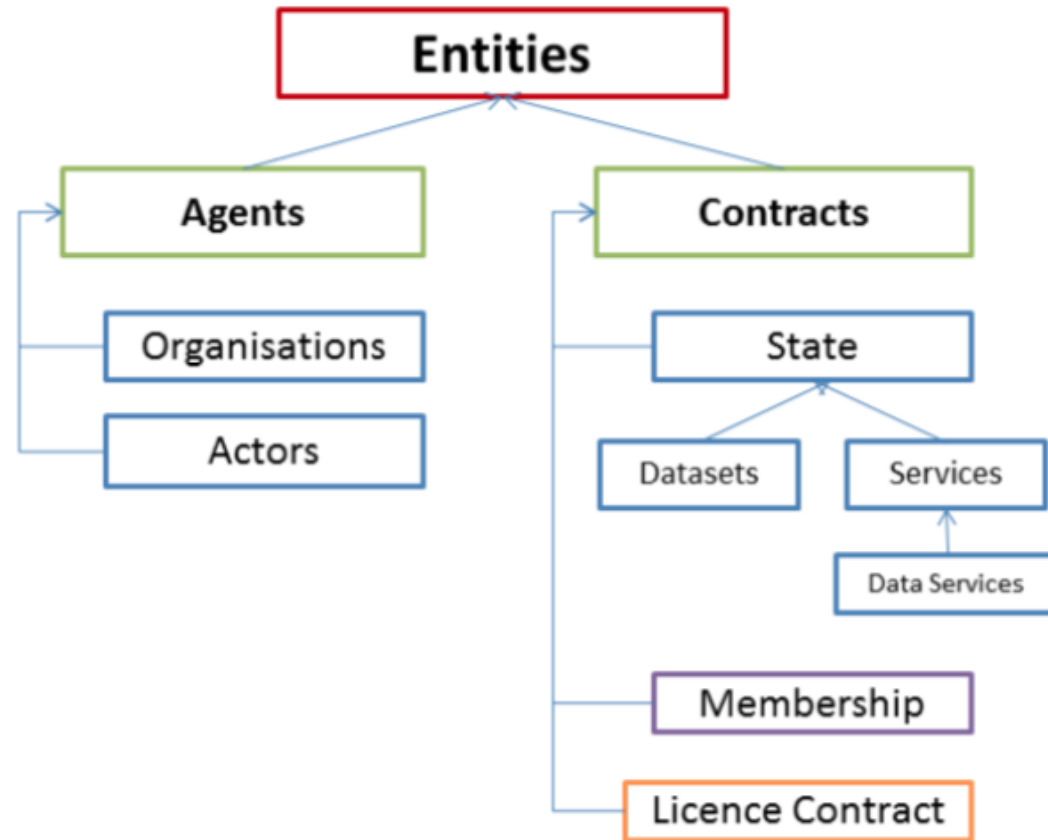 Entities
Agents
Contracts
Organisations
State
Actors
Datasets
Services
Data Services
Membership
Licence Contract